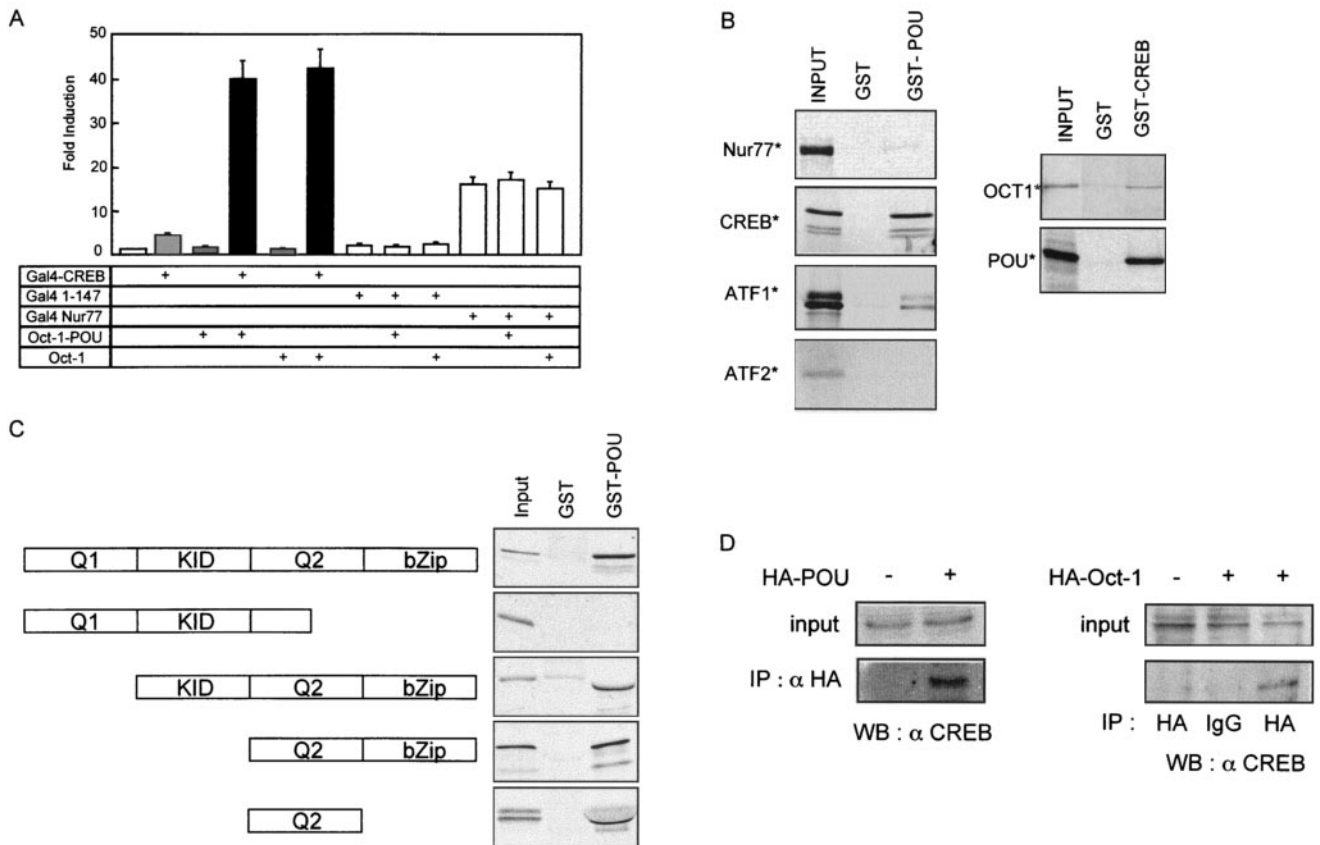 A
Fold Induction
50
40
30
20
10
0
Gal4-CREB + + +
Gal4 1-147 + + +
Gal4 Nur77 + + +
Oct-1-POU + + + +
Oct-1 + + + +
B
INPUT GST GST-POU
Nur77*
CREB*
ATF1*
ATF2*
INPUT GST GST-CREB
OCT1*
POU*
C
Input GST GST-POU
Q1 KID Q2 bZip
Q1 KID
KID Q2 bZip
Q2 bZip
Q2
D
HA-POU - +
input
IP : α HA
WB : α CREB
HA-Oct-1 - + +
input
IP : HA IgG HA
WB : α CREB